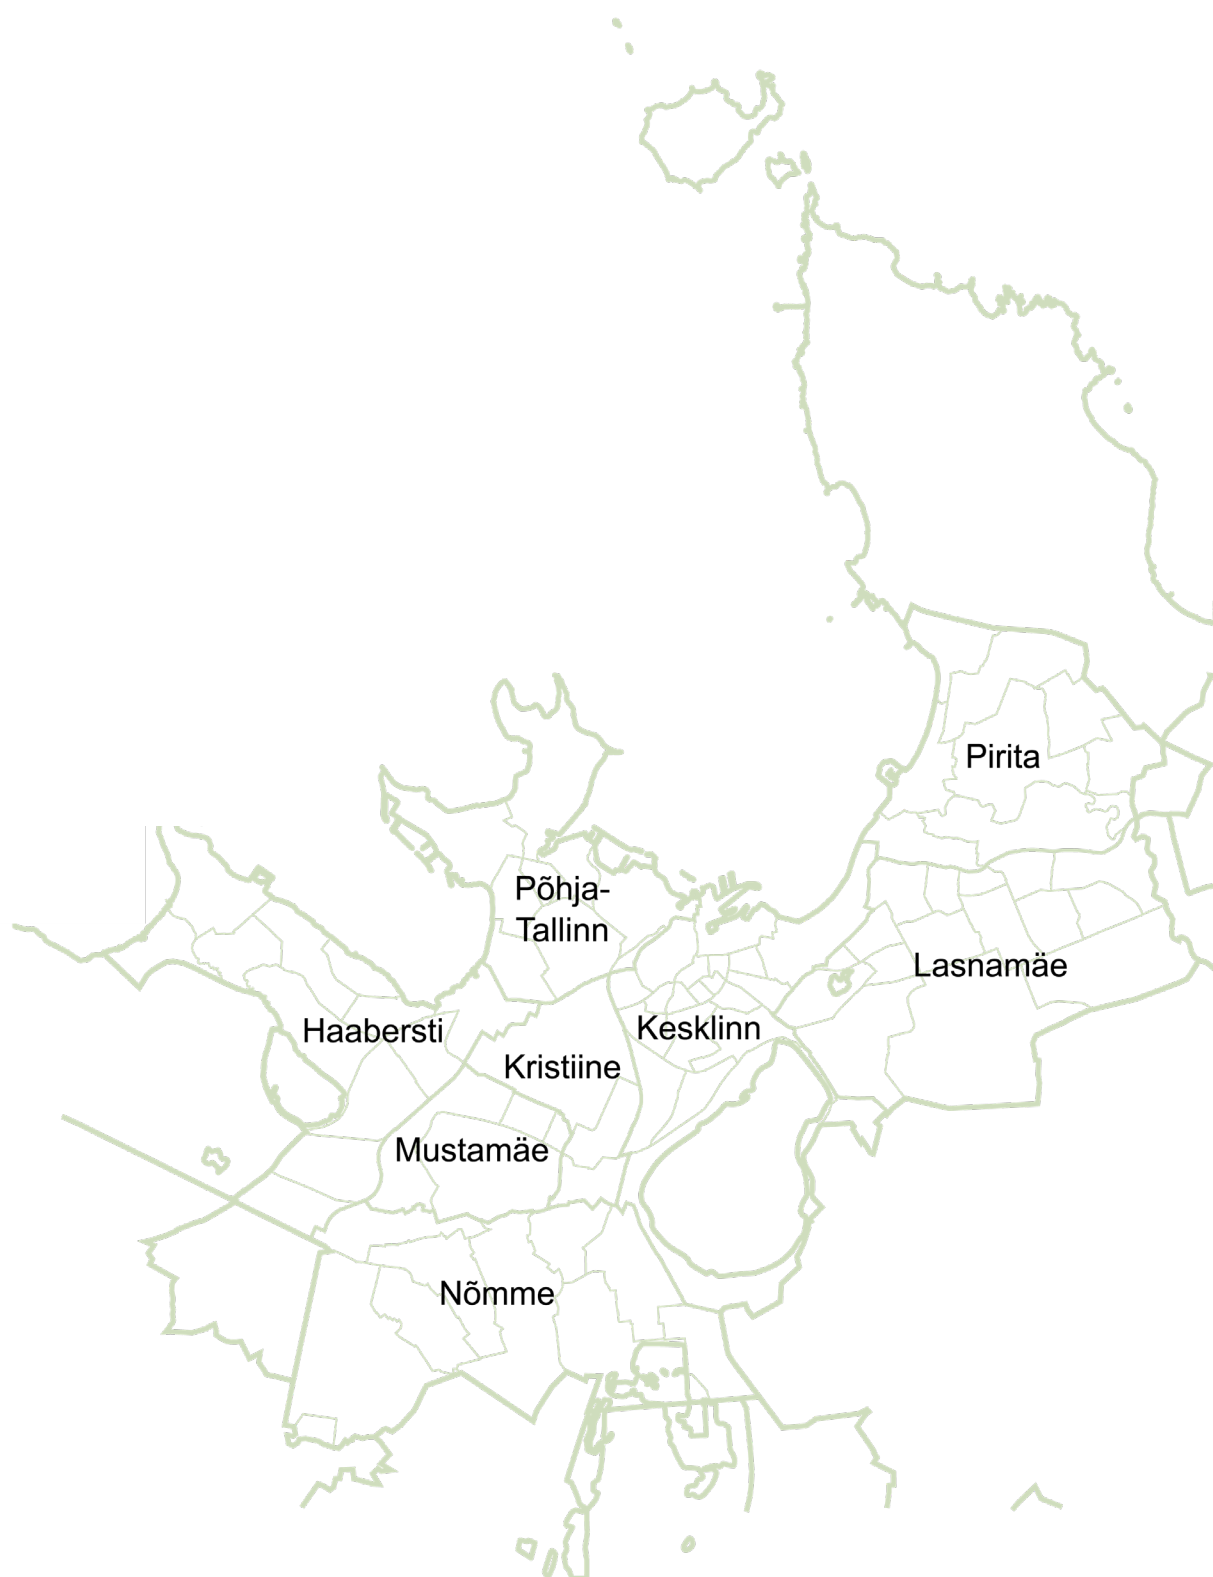 Pirita
Põhja-
Tallinn
Lasnamäe
Haabersti
Kesklinn
Kristiine
Mustamäe
Nõmme